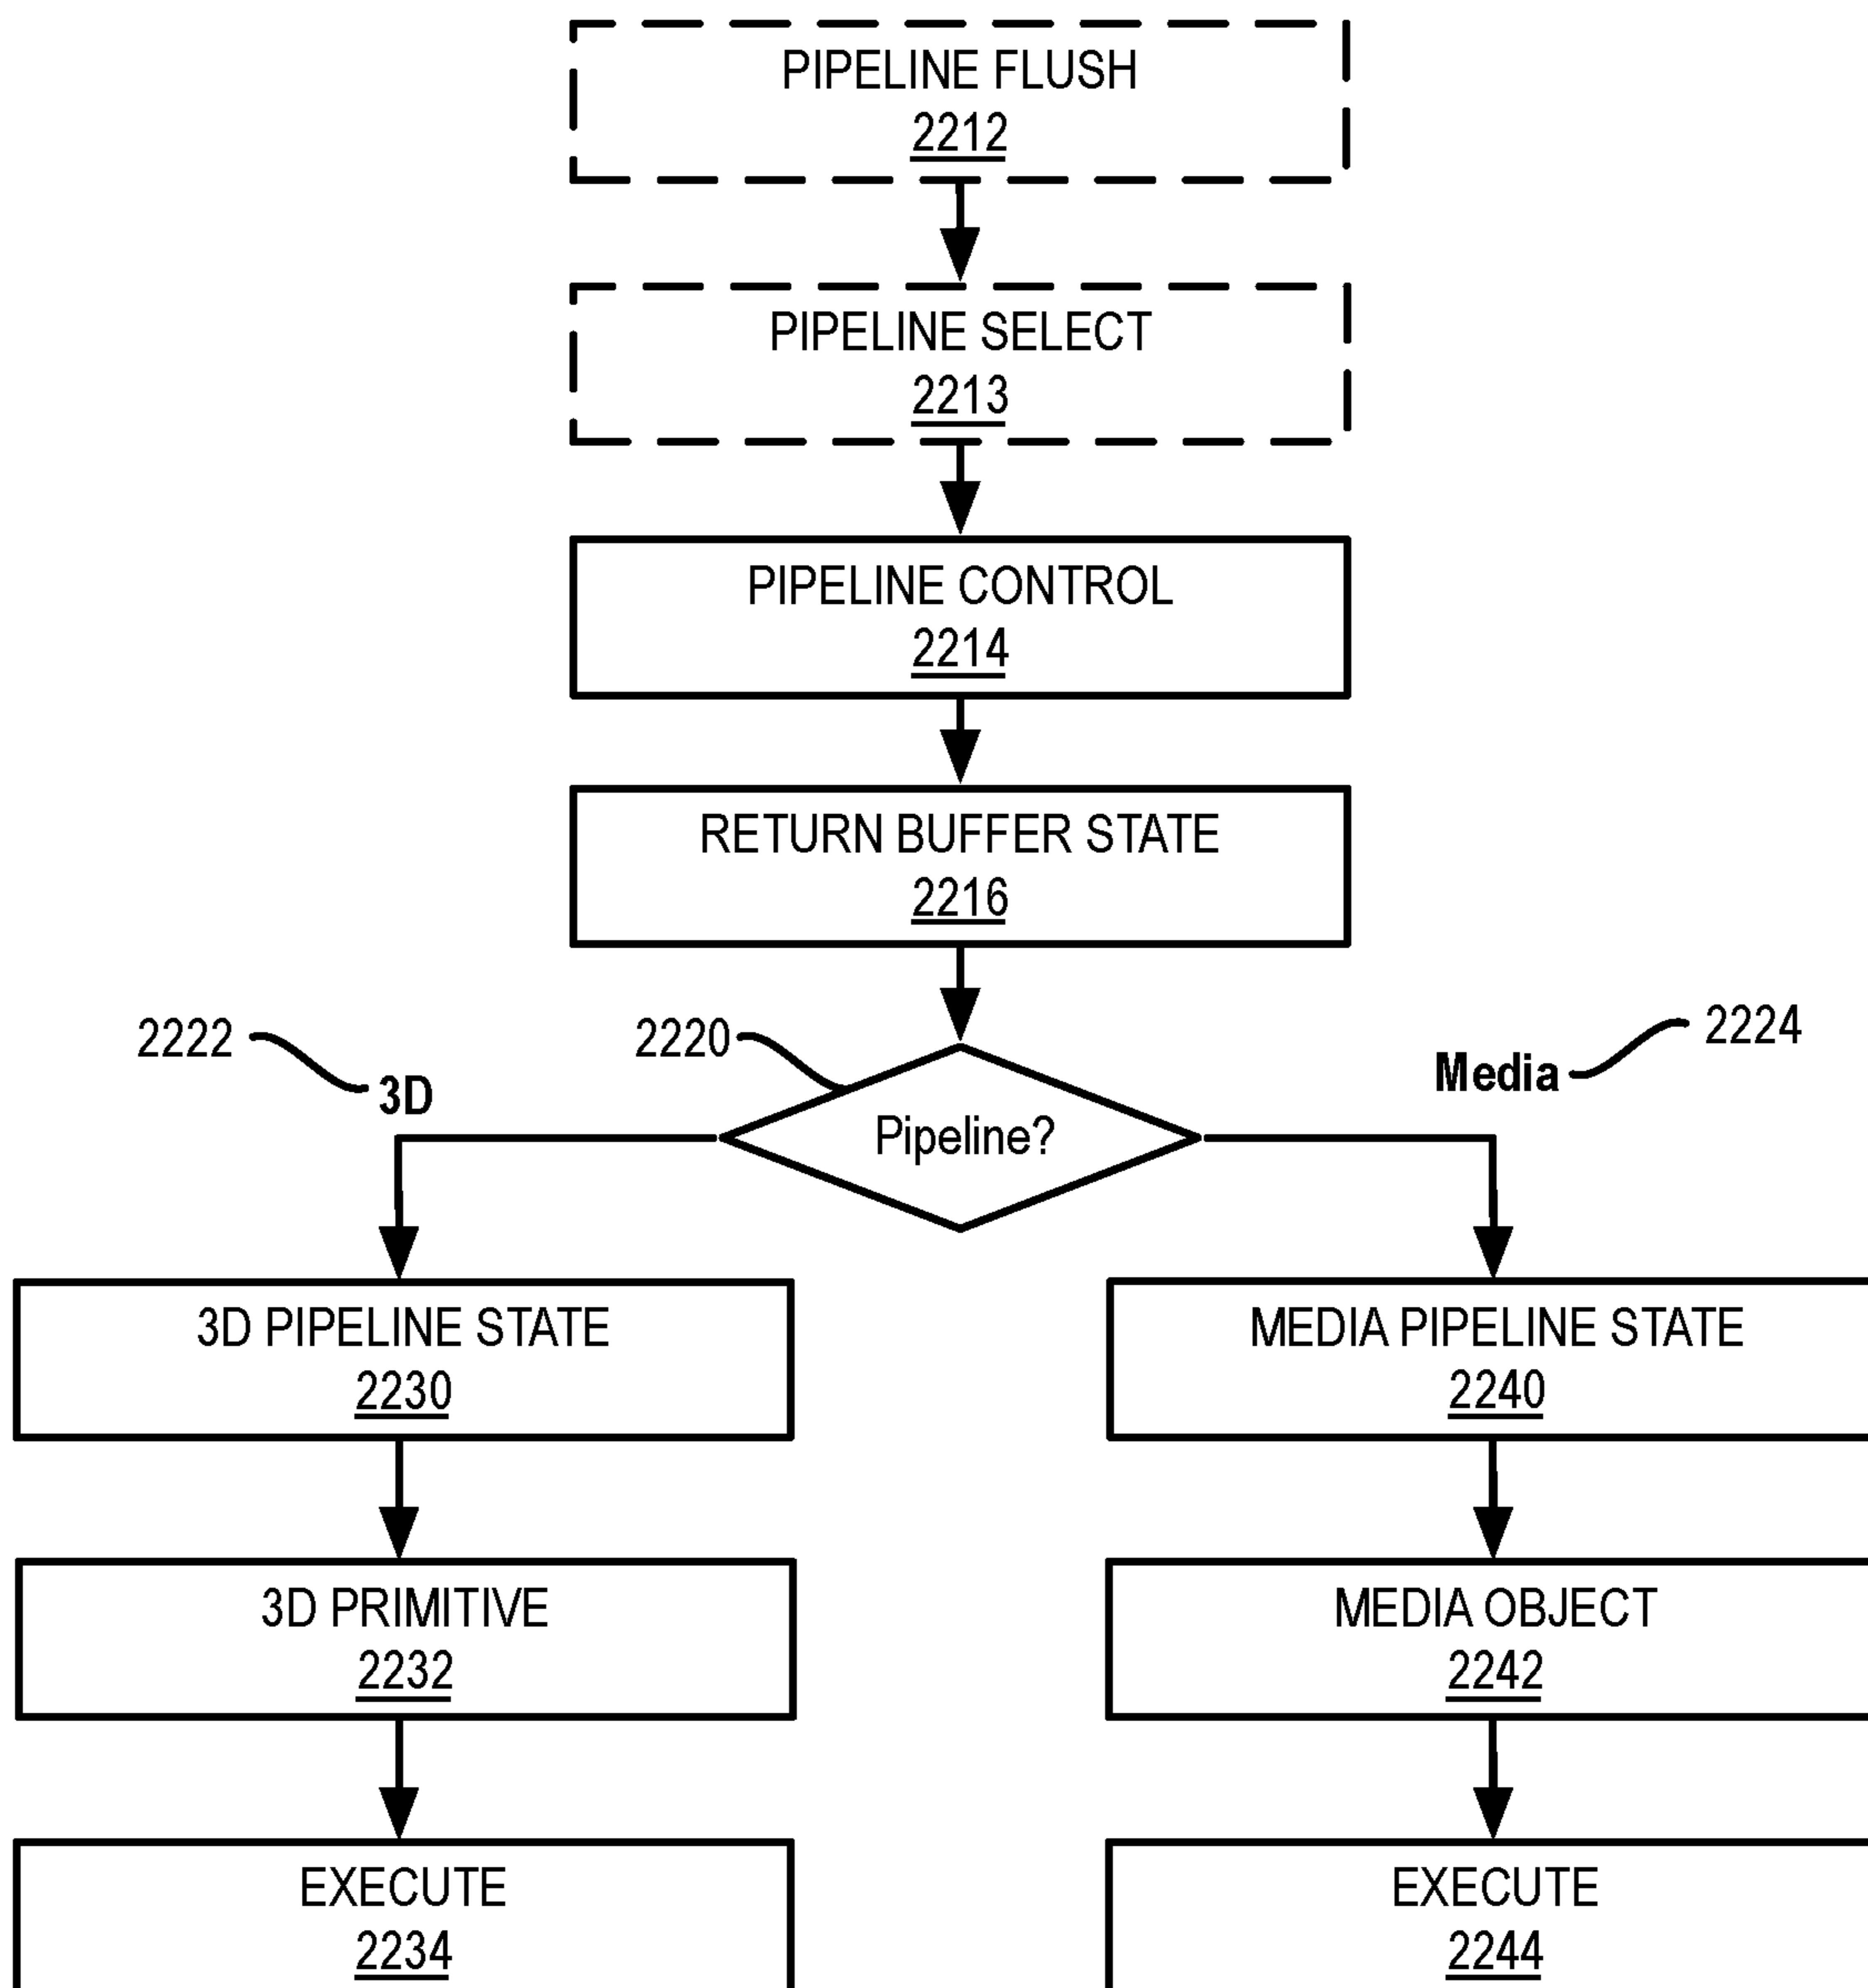 PIPELINE FLUSH
2212
PIPELINE SELECT
2213
PIPELINE CONTROL
2214
RETURN BUFFER STATE
2216
2222
3D
2220
Pipeline?
Media
2224
3D PIPELINE STATE
2230
MEDIA PIPELINE STATE
2240
3D PRIMITIVE
2232
MEDIA OBJECT
2242
EXECUTE
2234
EXECUTE
2244